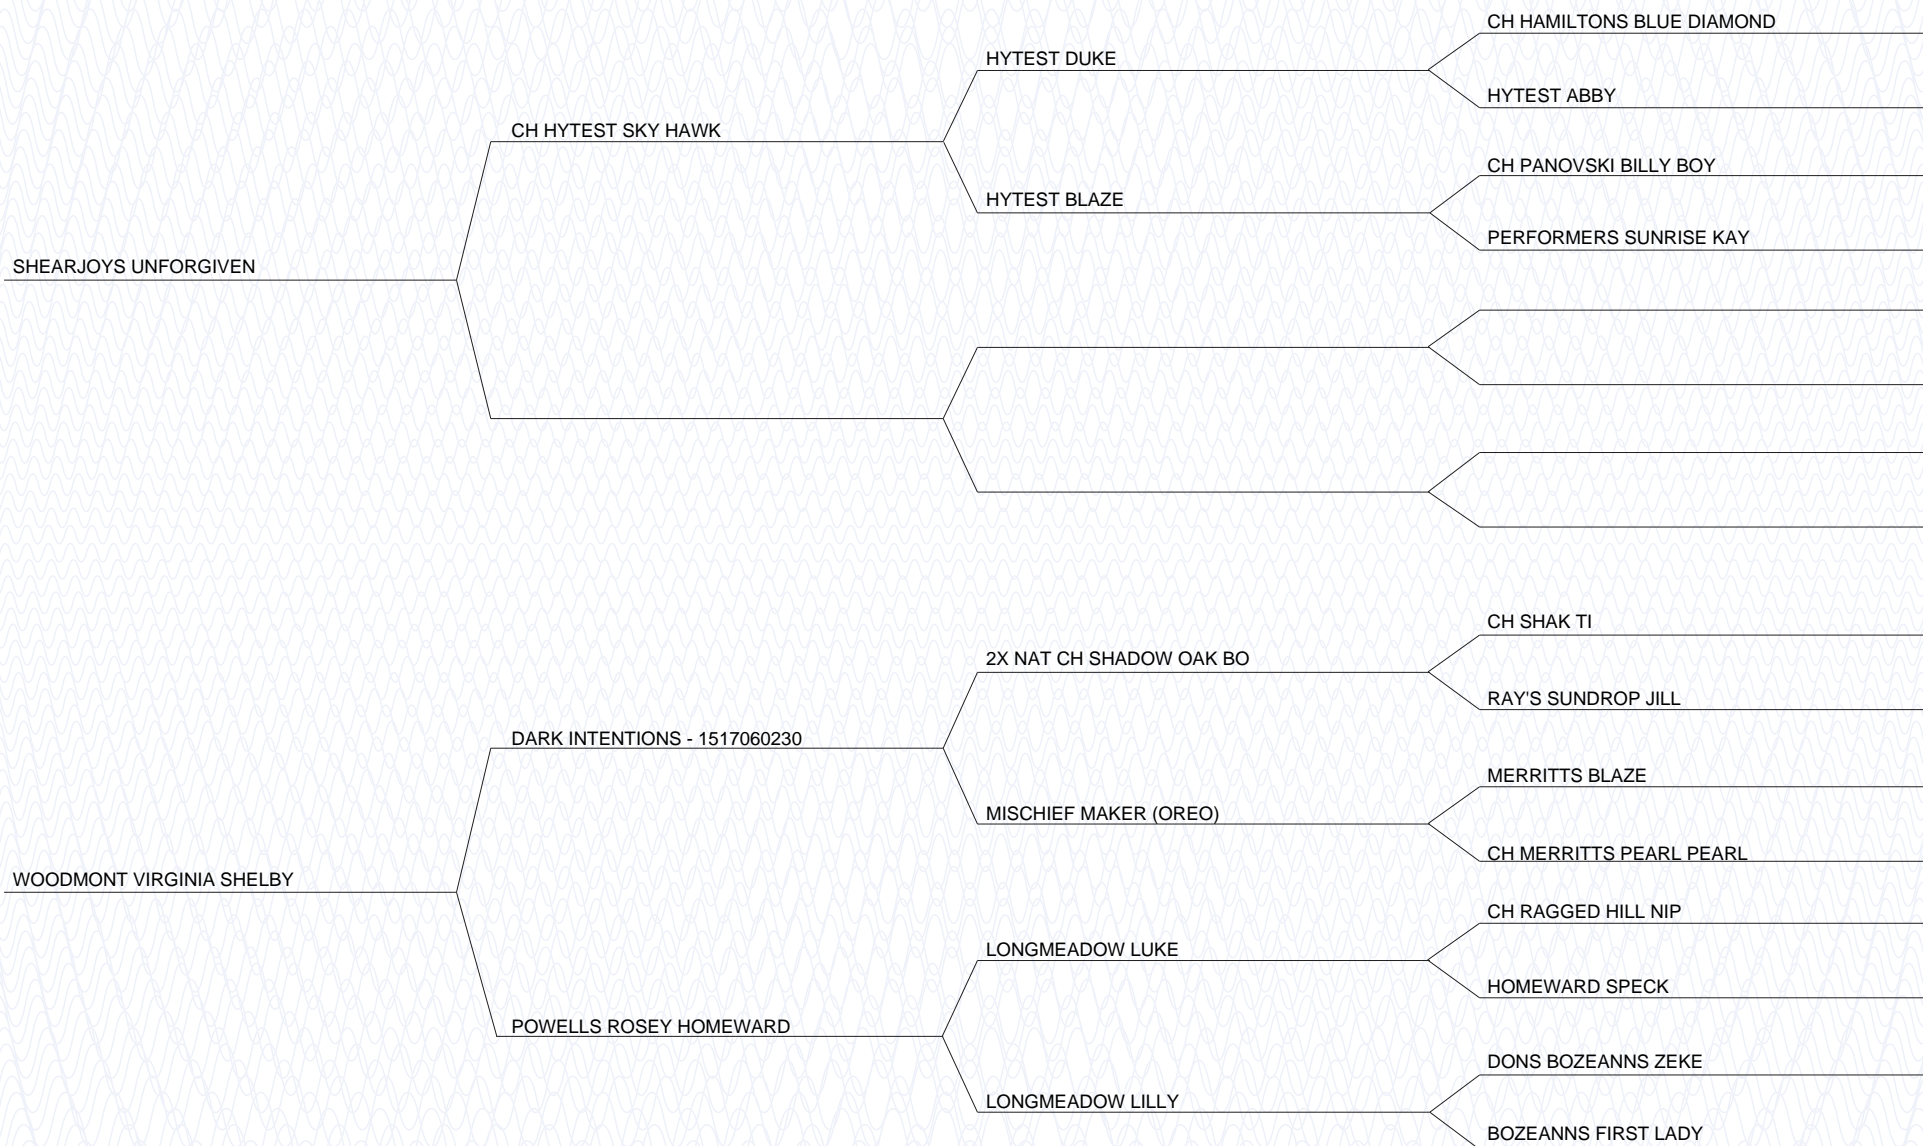 CH HAMILTONS BLUE DIAMOND
HYTEST DUKE
HYTEST ABBY
CH HYTEST SKY HAWK
CH PANOVSKI BILLY BOY
HYTEST BLAZE
PERFORMERS SUNRISE KAY
SHEARJOYS UNFORGIVEN
CH SHAK TI
2X NAT CH SHADOW OAK BO
RAY'S SUNDROP JILL
DARK INTENTIONS - 1517060230
MERRITTS BLAZE
MISCHIEF MAKER (OREO)
CH MERRITTS PEARL PEARL
WOODMONT VIRGINIA SHELBY
CH RAGGED HILL NIP
LONGMEADOW LUKE
HOMEWARD SPECK
POWELLS ROSEY HOMEWARD
DONS BOZEANNS ZEKE
LONGMEADOW LILLY
BOZEANNS FIRST LADY